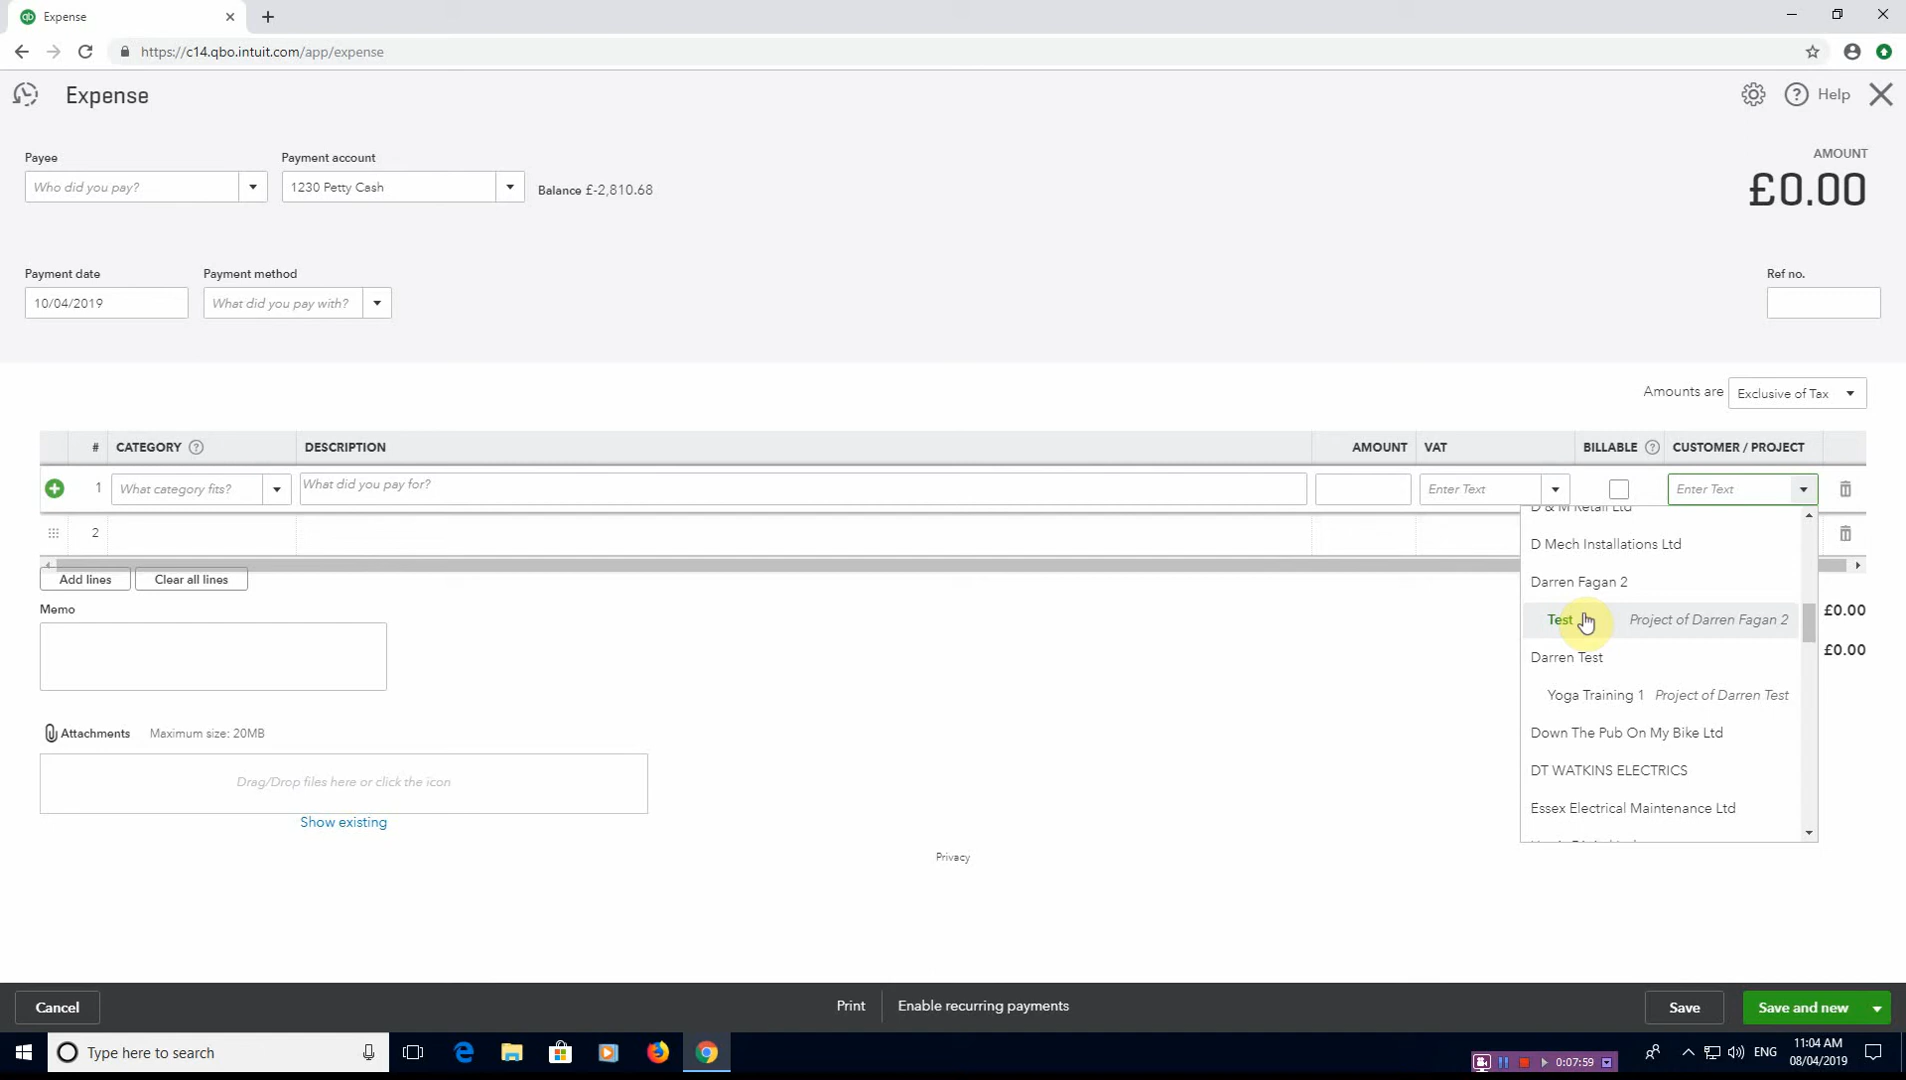 Expense
https://c14.qbo.intuit.com/app/expense
Expense
Help
Payee
Payment account
AMOUNT
Who did you pay?
1230 Petty Cash
Balance £-2,810.68
£0.00
Payment date
Payment method
Ref no.
10/04/2019
What did you pay with?
Amounts are
Exclusive of Tax
# CATEGORY DESCRIPTION AMOUNT VAT BILLABLE CUSTOMER / PROJECT
1 What category fits? What did you pay for? Enter Text Enter Text
D & M Retail Ltd
2
D Mech Installations Ltd
Add lines
Clear all lines
Darren Fagan 2
Memo
£0.00
Test Project of Darren Fagan 2
£0.00
Darren Test
Yoga Training 1 Project of Darren Test
Attachments Maximum size: 20MB
Down The Pub On My Bike Ltd
Drag/Drop files here or click the icon
DT WATKINS ELECTRICS
Essex Electrical Maintenance Ltd
Show existing
Privacy
Cancel
Print
Enable recurring payments
Save
Save and new
Type here to search
0:07:59
ENG
11:04 AM
08/04/2019